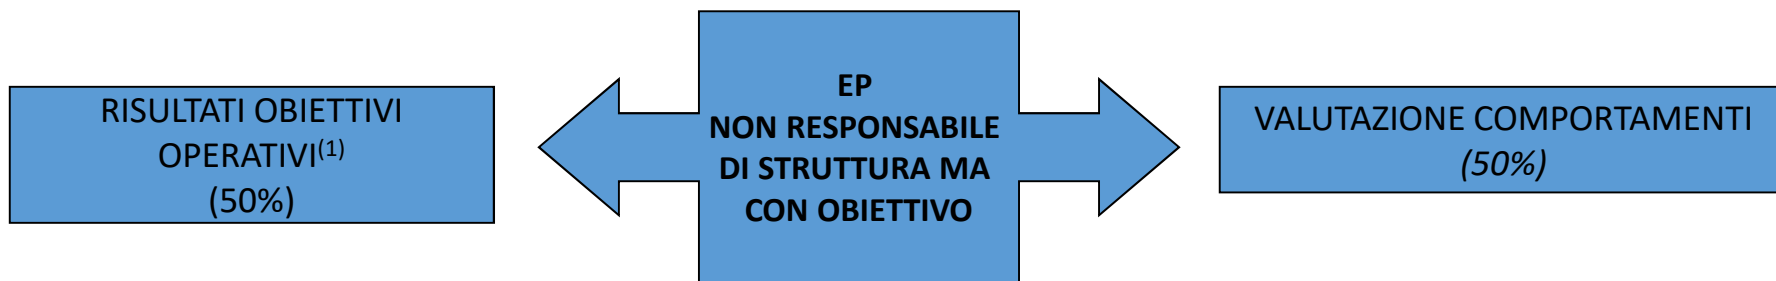 RISULTATI OBIETTIVI
OPERATIVI(1)
(50%)
EP
NON RESPONSABILE
DI STRUTTURA MA
CON OBIETTIVO
VALUTAZIONE COMPORTAMENTI
(50%)